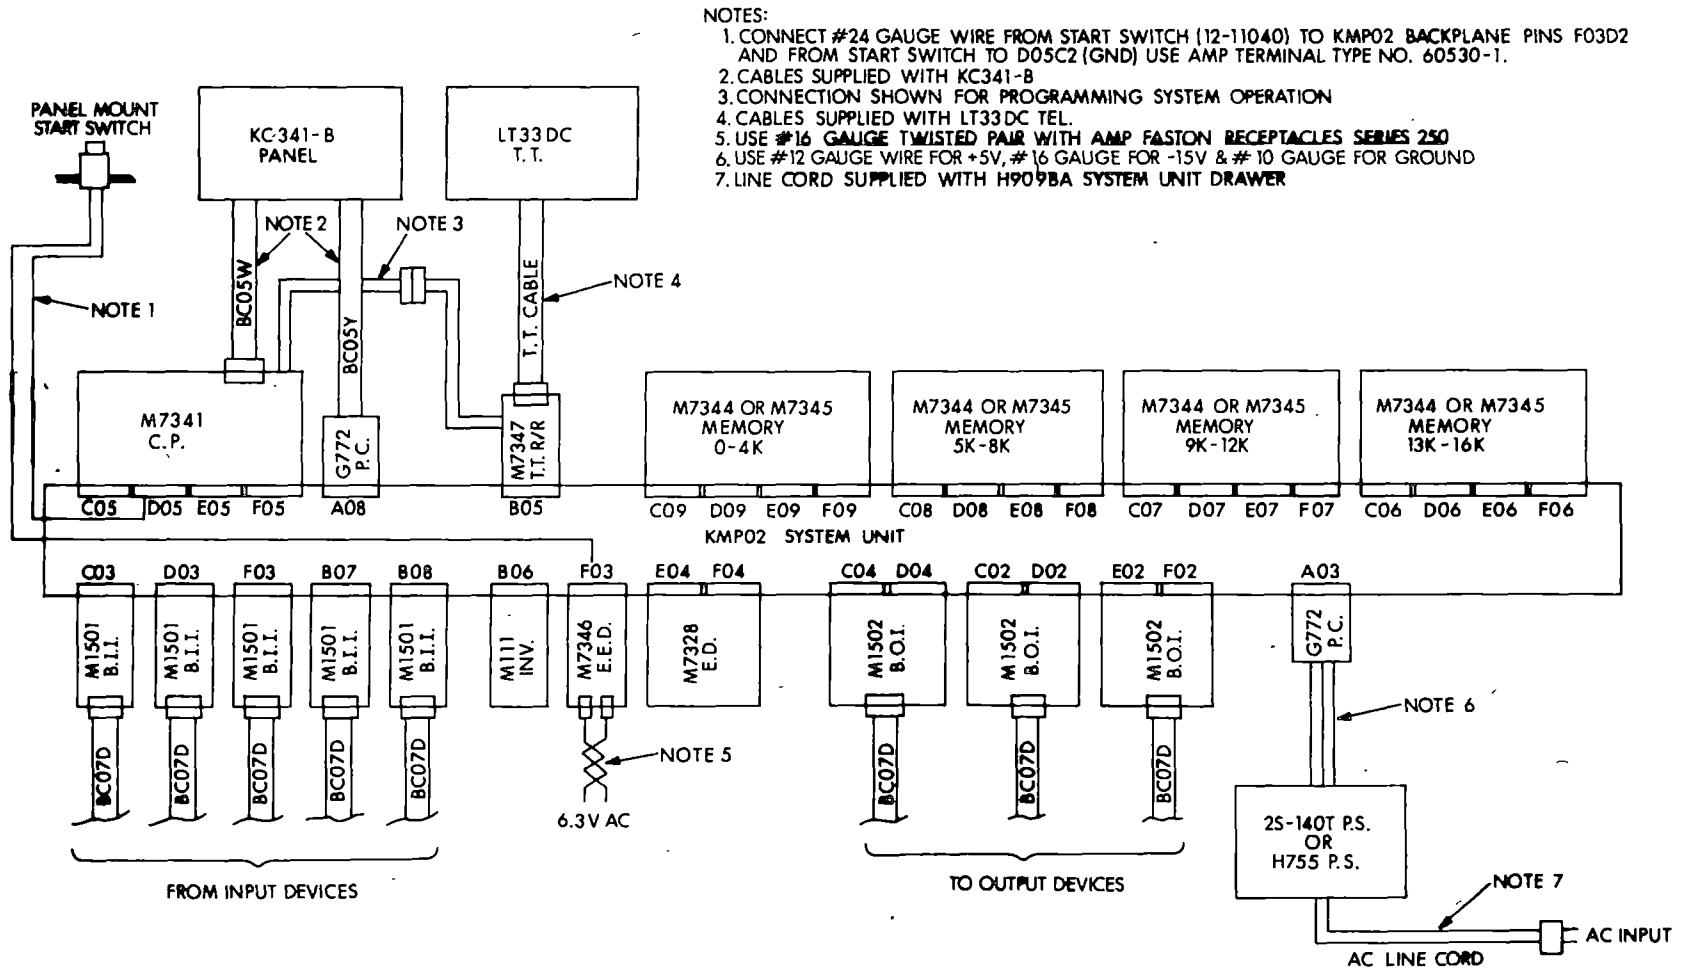 NOTES:
1. CONNECT #24 GAUGE WIRE FROM START SWITCH (12-11040) TO KMP02 BACKPLANE PINS F03D2
AND FROM START SWITCH TO D05C2 (GND) USE AMP TERMINAL TYPE NO. 60530-1.
2. CABLES SUPPLIED WITH KC341-B
3. CONNECTION SHOWN FOR PROGRAMMING SYSTEM OPERATION
4. CABLES SUPPLIED WITH LT33DC TEL.
5. USE #16 GAUGE TWISTED PAIR WITH AMP FASTON RECEPTACLES SERIES 250
6. USE #12 GAUGE WIRE FOR +5V, #16 GAUGE FOR -15V & #10 GAUGE FOR GROUND
7. LINE CORD SUPPLIED WITH H909BA SYSTEM UNIT DRAWER
PANEL MOUNT
START SWITCH
KC341-B
PANEL
LT33DC
T.T.
NOTE 2
NOTE 3
NOTE 4
NOTE 1
BC05W
BC05Y
T.T. CABLE
M7341
C.P.
G772
P.C.
M7347
T.T. R/R
M7344 OR M7345
MEMORY
0-4K
M7344 OR M7345
MEMORY
5K-8K
M7344 OR M7345
MEMORY
9K-12K
M7344 OR M7345
MEMORY
13K-16K
C05 D05 E05 F05
A08
B05
C09 D09 E09 F09
C08 D08 E08 F08
C07 D07 E07 F07
C06 D06 E06 F06
KMP02 SYSTEM UNIT
C03
D03
F03
B07
B08
B06
F03
E04 F04
C04 D04
C02 D02
E02 F02
A03
M1501
B.I.I.
M1501
B.I.I.
M1501
B.I.I.
M1501
B.I.I.
M1501
B.I.I.
M111
INV.
M7346
E.E.D.
M7328
E.D.
M1502
B.O.I.
M1502
B.O.I.
M1502
B.O.I.
G772
P.C.
NOTE 6
NOTE 5
BC07D
BC07D
BC07D
BC07D
BC07D
BC07D
BC07D
BC07D
6.3V AC
2S-140T P.S.
OR
H755 P.S.
FROM INPUT DEVICES
TO OUTPUT DEVICES
NOTE 7
AC INPUT
AC LINE CORD